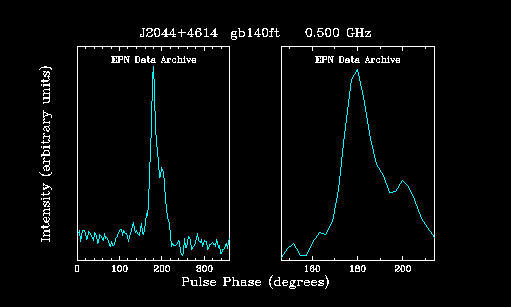 J2044+4614 gb140ft 0.500 GHz
EPN Data Archive
EPN Data Archive
Intensity (arbitrary units)
0 100 200 300
160 180 200
Pulse Phase (degrees)